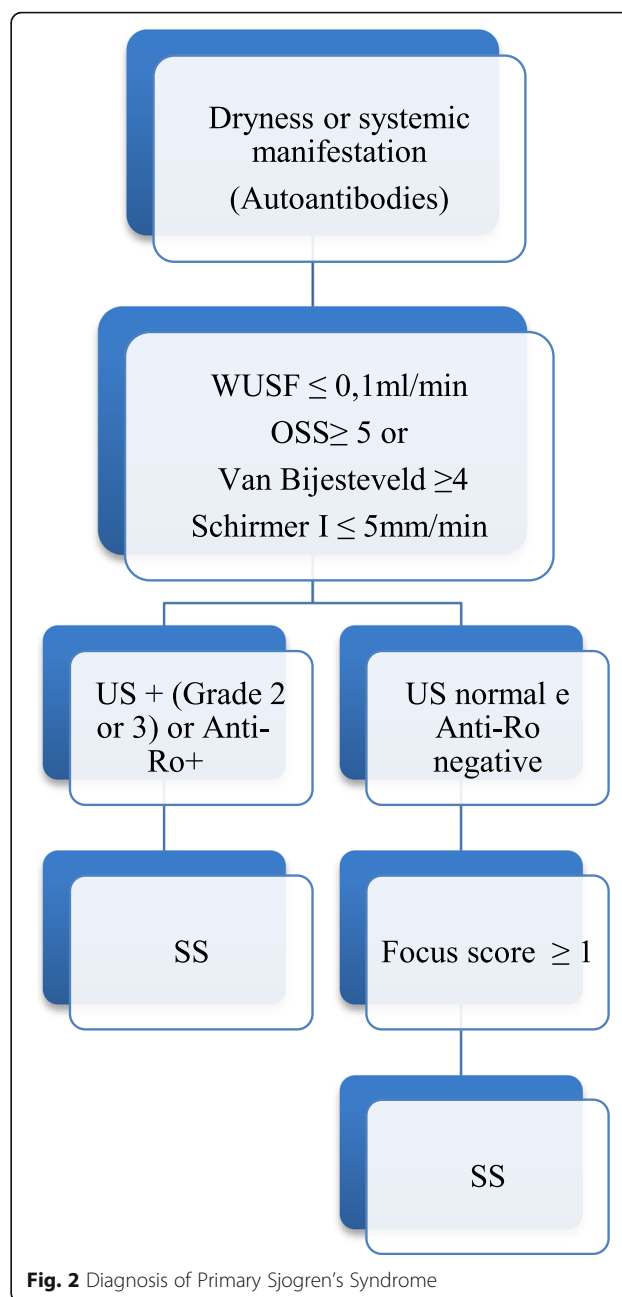 Dryness or systemic
manifestation
(Autoantibodies)
WUSF ≤ 0,1ml/min
OSS≥ 5 or
Van Bijesteveld ≥4
Schirmer I ≤ 5mm/min
US + (Grade 2
or 3) or Anti-
Ro+
US normal e
Anti-Ro
negative
SS
Focus score ≥ 1
SS
Fig. 2 Diagnosis of Primary Sjogren's Syndrome